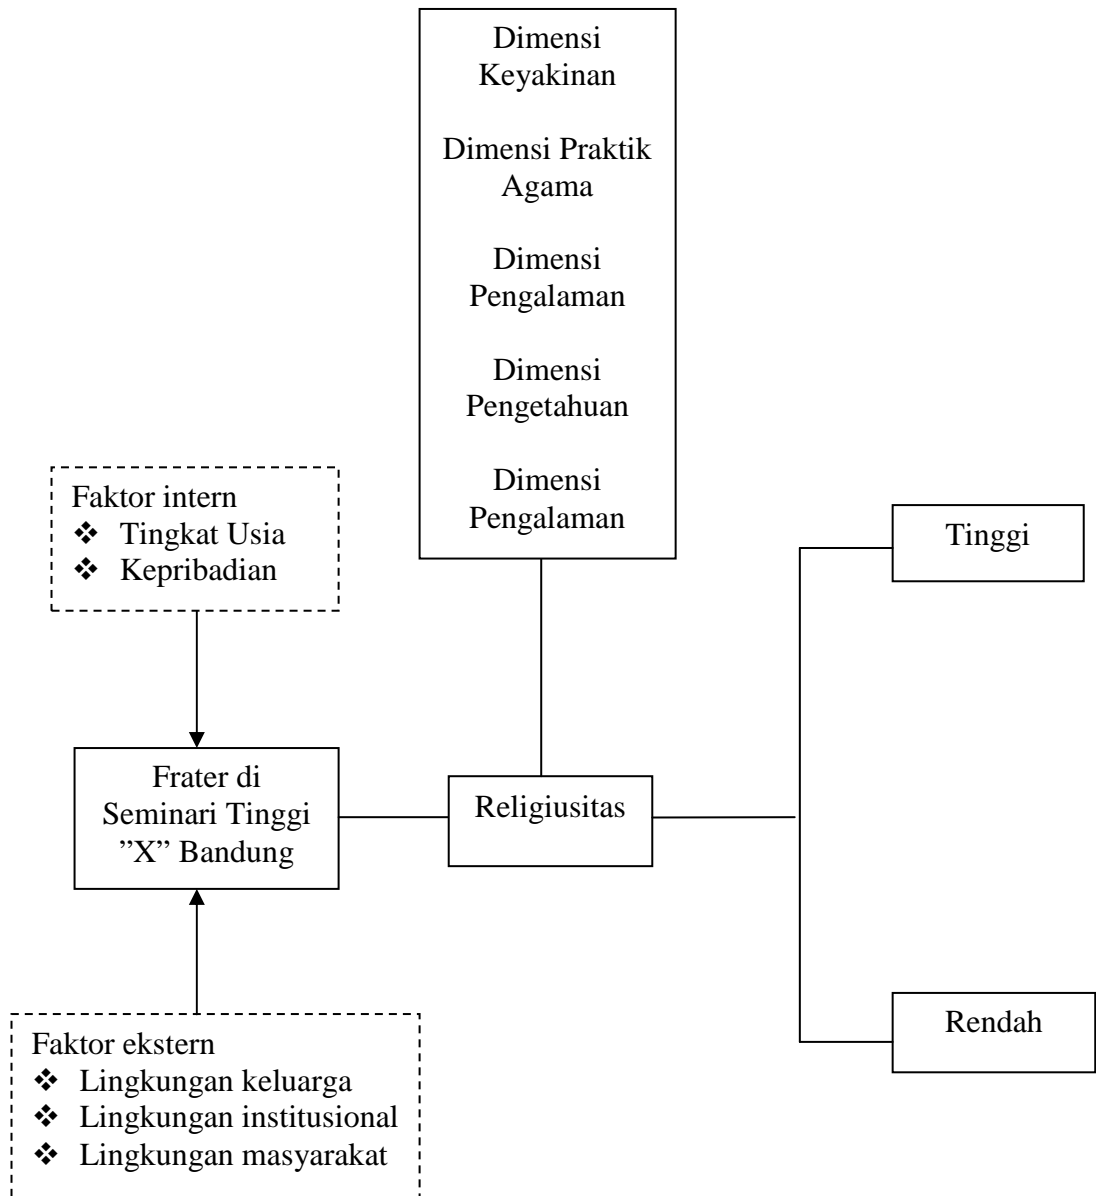 Dimensi
Keyakinan
Dimensi Praktik
Agama
Dimensi
Pengalaman
Dimensi
Pengetahuan
Dimensi
Pengalaman
Faktor intern
❖ Tingkat Usia
❖ Kepribadian
Tinggi
Frater di
Seminari Tinggi
”X” Bandung
Religiusitas
Rendah
Faktor ekstern
❖ Lingkungan keluarga
❖ Lingkungan institusional
❖ Lingkungan masyarakat